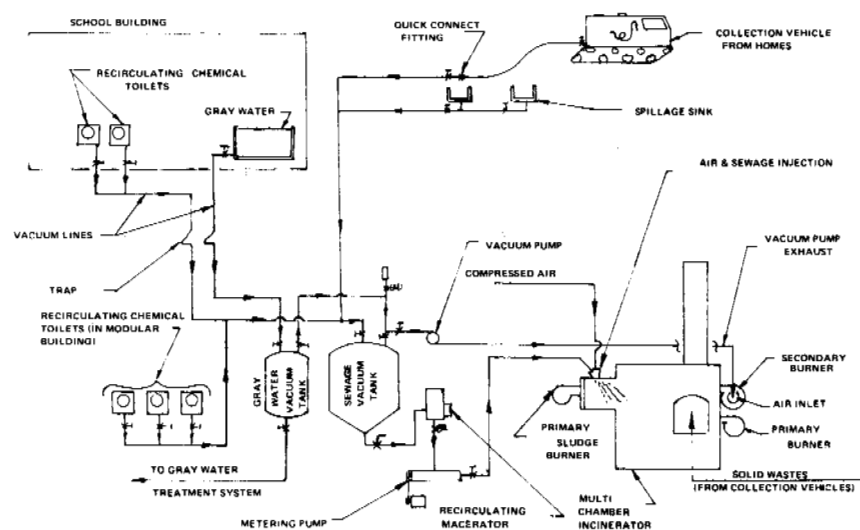 SCHOOL BUILDING
RECIRCULATING CHEMICAL
TOILETS
GRAY WATER
QUICK CONNECT
FITTING
COLLECTION VEHICLE
FROM HOMES
SPILLAGE SINK
AIR & SEWAGE INJECTION
VACUUM LINES
TRAP
VACUUM PUMP
COMPRESSED AIR
VACUUM PUMP
EXHAUST
RECIRCULATING CHEMICAL
TOILETS (IN MODULAR
BUILDING)
GRAY
WATER
VACUUM
TANK
SEWAGE
VACUUM
TANK
SECONDARY
BURNER
AIR INLET
PRIMARY
BURNER
PRIMARY
SLUDGE
BURNER
TO GRAY WATER
TREATMENT SYSTEM
METERING PUMP
RECIRCULATING
MACERATOR
MULTI
CHAMBER
INCINERATOR
SOLID WASTES
(FROM COLLECTION VEHICLES)